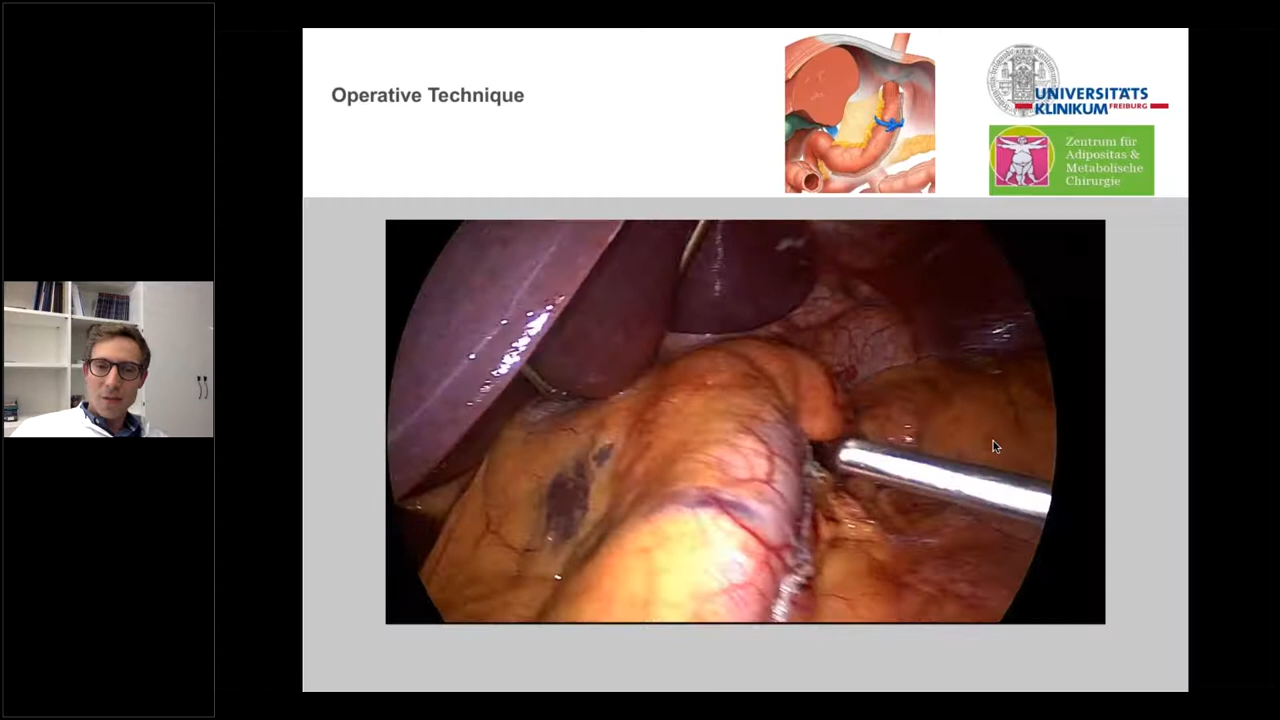 Operative Technique
UNIVERSITÄTS
KLINIKUM FREIBURG
Zentrum für
Adipositas &
Metabolische
Chirurgie